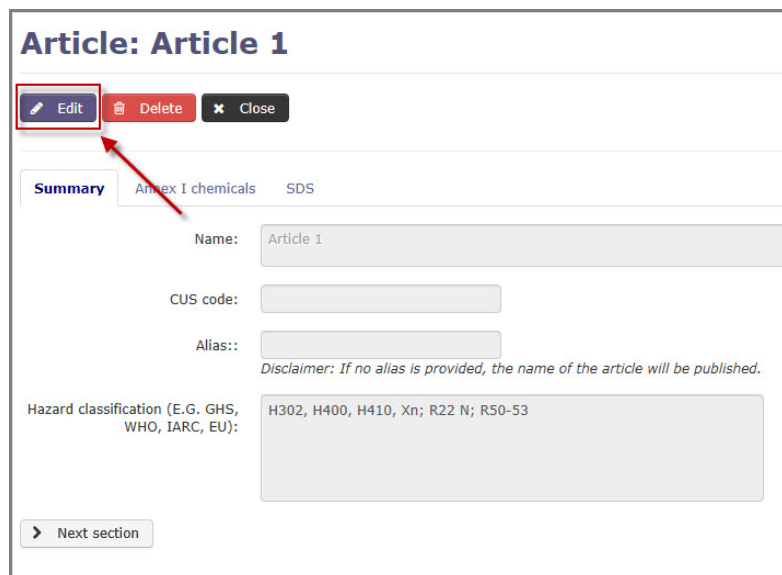 Article: Article 1
Edit Delete Close
Summary Annex I chemicals SDS
Name: Article 1
CUS code:
Alias::
Disclaimer: If no alias is provided, the name of the article will be published.
Hazard classification (E.G. GHS, H302, H400, H410, Xn; R22 N; R50-53
WHO, IARC, EU):
Next section